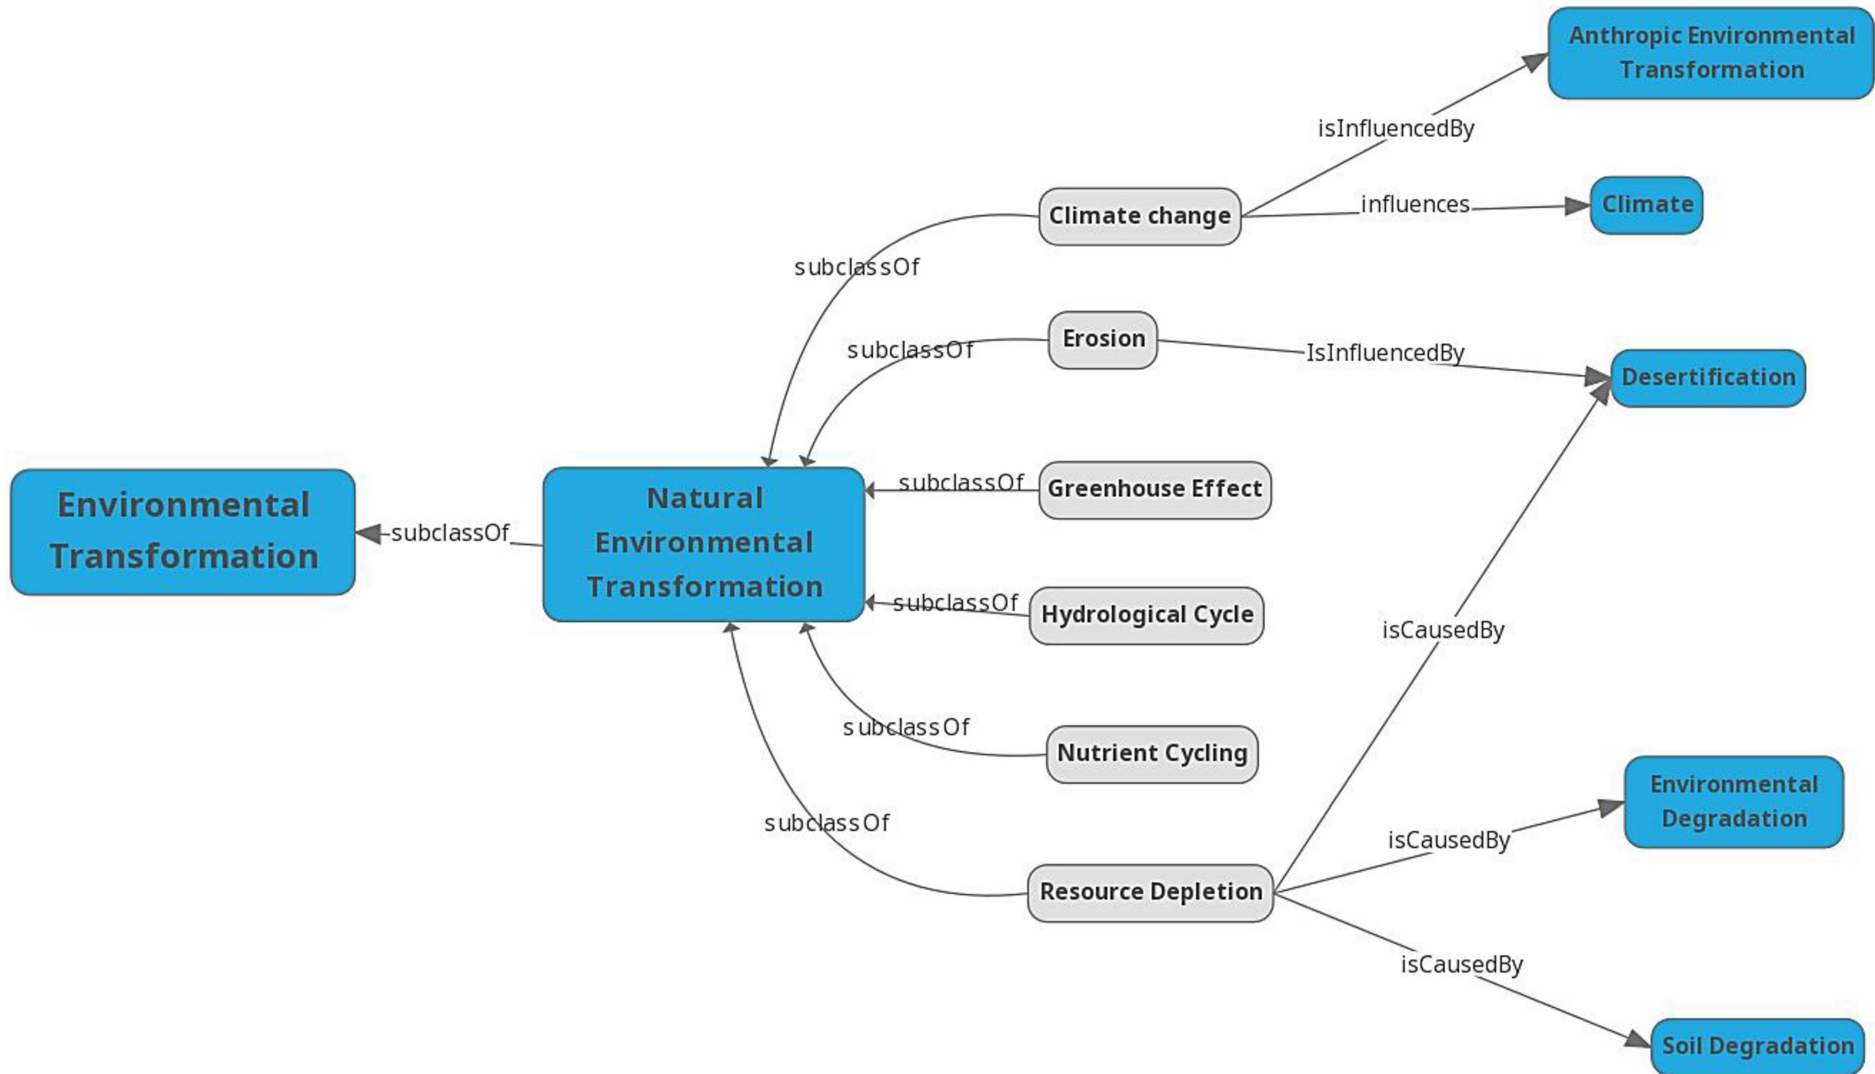 Anthropic Environmental
Transformation
isInfluencedBy
Climate change
influences
Climate
subclassOf
Erosion
subclassOf
IsInfluencedBy
Desertification
Environmental
Transformation
subclassOf
Natural
Environmental
Transformation
subclassOf
Greenhouse Effect
subclassOf
Hydrological Cycle
isCausedBy
subclassOf
Nutrient Cycling
Environmental
Degradation
subclassOf
isCausedBy
Resource Depletion
isCausedBy
Soil Degradation